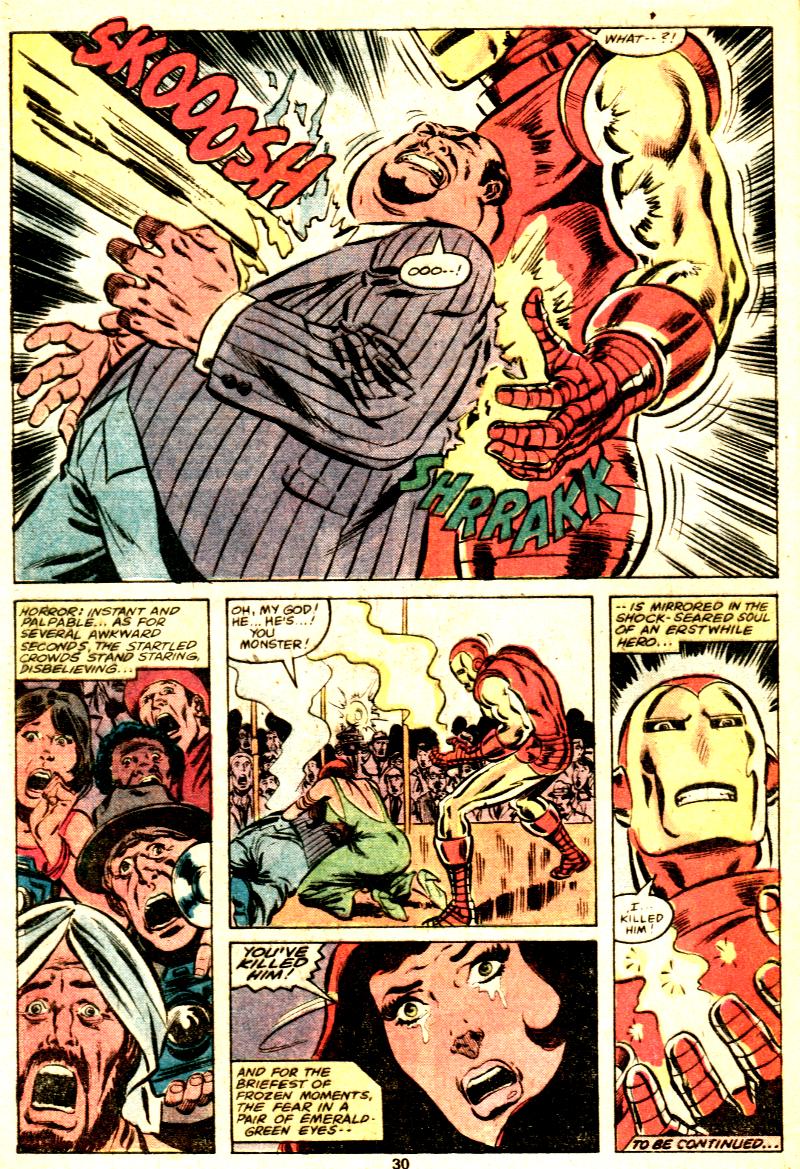 WHAT--?!
SKOOOSH
OOO--!
SHRRAKK
HORROR: INSTANT AND
PALPABLE... AS FOR
SEVERAL AWKWARD
SECONDS, THE STARTLED
CROWDS STAND STARING,
DISBELIEVING...
OH, MY GOD!
HE... HE'S...!
YOU
MONSTER!
YOU'VE
KILLED
HIM!
AND FOR THE
BRIEFEST OF
FROZEN MOMENTS,
THE FEAR IN A
PAIR OF EMERALD-
GREEN EYES--
-- IS MIRRORED IN THE
SHOCK-SEARED SOUL
OF AN ERSTWHILE
HERO...
I...
KILLED
HIM!
TO BE CONTINUED...
30